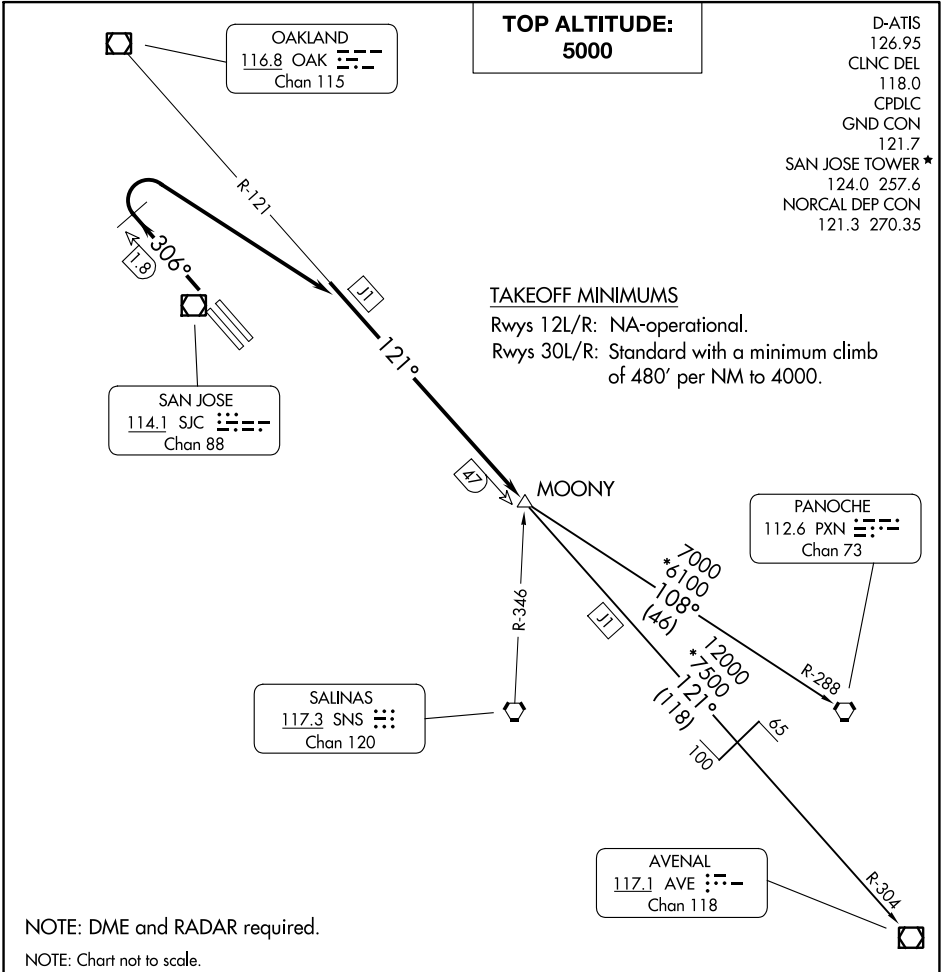 TOP ALTITUDE:
5000
D-ATIS
126.95
CLNC DEL
118.0
CPDLC
GND CON
121.7
SAN JOSE TOWER★
124.0 257.6
NORCAL DEP CON
121.3 270.35
OAKLAND
116.8 OAK
Chan 115
R-121
306°
1.8
J1
121°
TAKEOFF MINIMUMS
Rwys 12L/R: NA-operational.
Rwys 30L/R: Standard with a minimum climb
of 480' per NM to 4000.
SAN JOSE
114.1 SJC
Chan 88
47
MOONY
PANOCHE
112.6 PXN
Chan 73
7000
*6100
108°
(46)
R-288
R-346
J1
12000
*7500
121°
(118)
65
100
SALINAS
117.3 SNS
Chan 120
AVENAL
117.1 AVE
Chan 118
R-304
NOTE: DME and RADAR required.
NOTE: Chart not to scale.